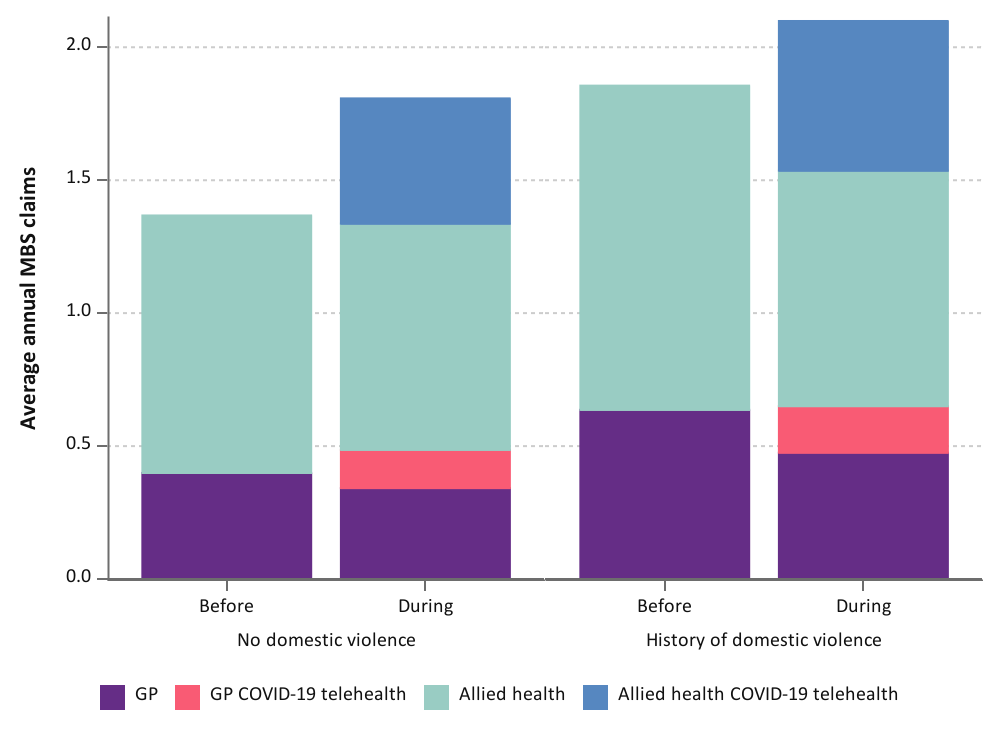 Average annual MBS claims
2.0
1.5
1.0
0.5
0.0
Before During Before During
No domestic violence History of domestic violence
GP GP COVID-19 telehealth Allied health Allied health COVID-19 telehealth